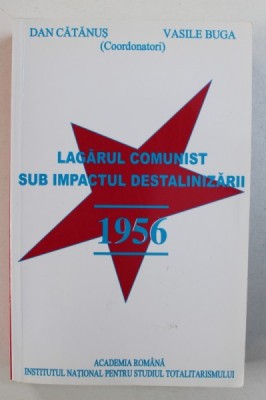 DAN CĂTĂNUȘ VASILE BUGA
(Coordonatori)
LAGĂRUL COMUNIST
SUB IMPACTUL DESTALINIZĂRII
1956
ACADEMIA ROMÂNĂ
INSTITUTUL NAȚIONAL PENTRU STUDIUL TOTALITARISMULUI